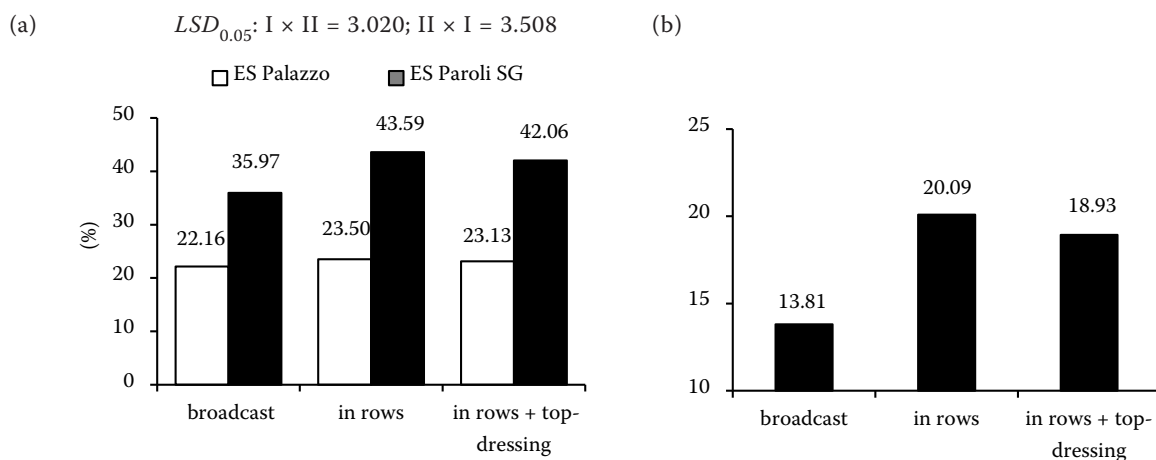 (a)
LSD0.05: I × II = 3.020; II × I = 3.508
ES Palazzo
ES Paroli SG
(%)
50
40
30
20
10
0
22.16
35.97
23.50
43.59
23.13
42.06
broadcast
in rows
in rows + top-
dressing
(b)
25
20
15
10
13.81
20.09
18.93
broadcast
in rows
in rows + top-
dressing